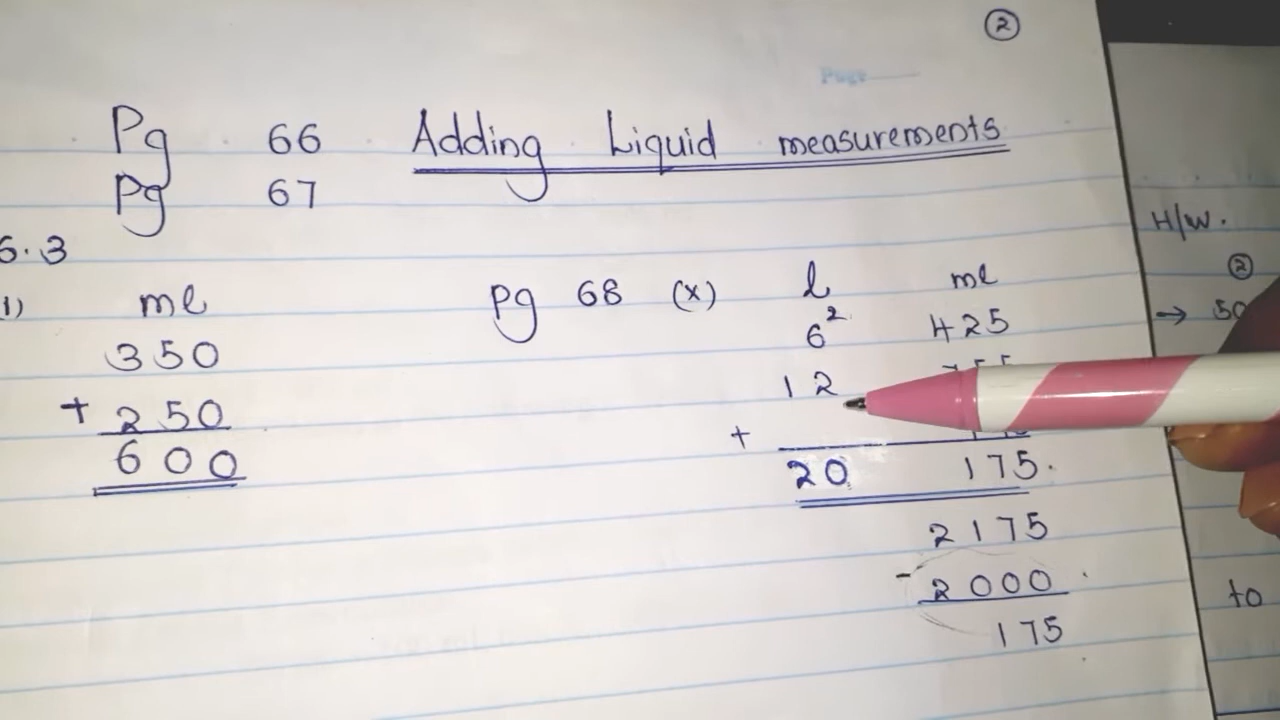 ②
Page
Pg 66 Adding Liquid measurements
Pg 67
6.3
1)
ml
350
+ 250
600
Pg 68 (x) l ml
6² 425
12
+
20 175.
2175
- 2000
175
H/W.
②
→ 50
to